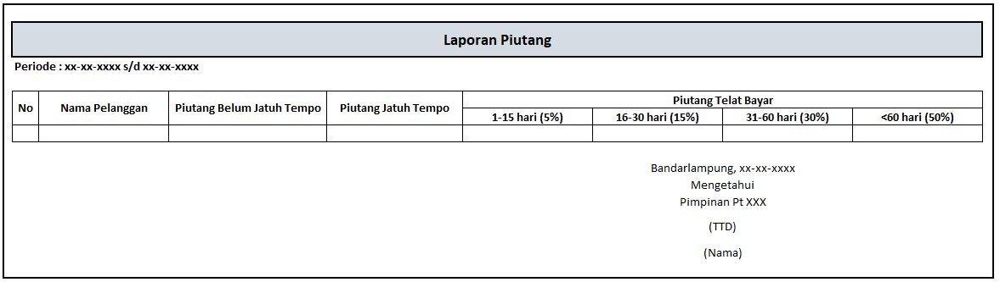 Laporan Piutang
Periode : xx-xx-xxxx s/d xx-xx-xxxx
No Nama Pelanggan Piutang Belum Jatuh Tempo Piutang Jatuh Tempo Piutang Telat Bayar
1-15 hari (5%) 16-30 hari (15%) 31-60 hari (30%) <60 hari (50%)
Bandarlampung, xx-xx-xxxx
Mengetahui
Pimpinan Pt XXX
(TTD)
(Nama)